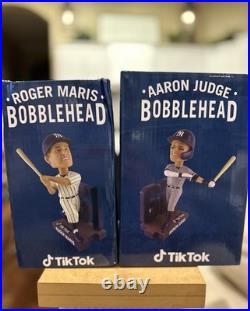 · ROGER MARIS ·
BOBBLEHEAD
TikTok
· AARON JUDGE ·
BOBBLEHEAD
TikTok